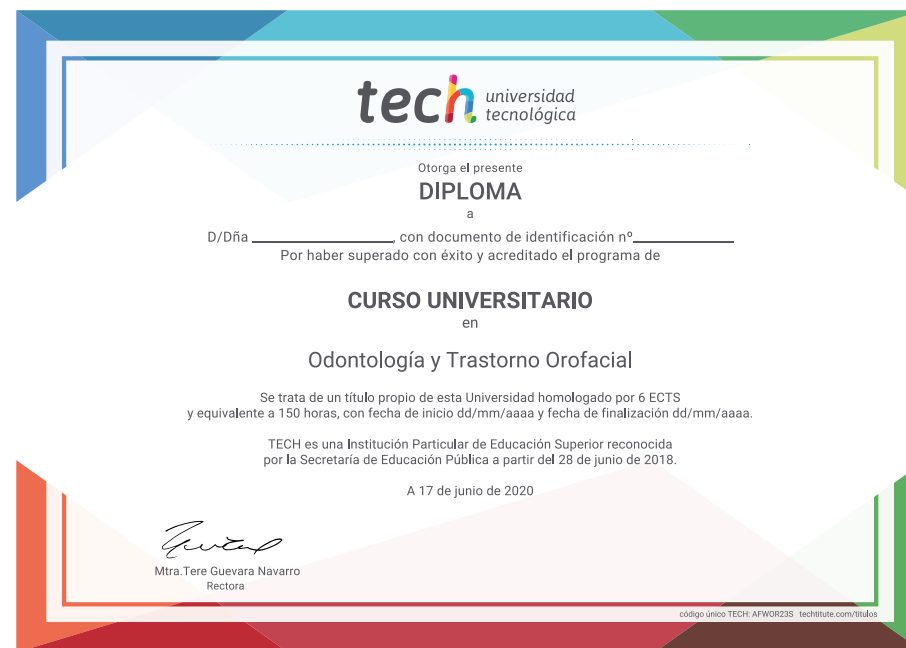 tech universidad
tecnológica
Otorga el presente
DIPLOMA
a
D/Dña ________________, con documento de identificación nº____________
Por haber superado con éxito y acreditado el programa de
CURSO UNIVERSITARIO
en
Odontología y Trastorno Orofacial
Se trata de un título propio de esta Universidad homologado por 6 ECTS
y equivalente a 150 horas, con fecha de inicio dd/mm/aaaa y fecha de finalización dd/mm/aaaa.
TECH es una Institución Particular de Educación Superior reconocida
por la Secretaría de Educación Pública a partir del 28 de junio de 2018.
A 17 de junio de 2020
Mtra.Tere Guevara Navarro
Rectora
código único TECH: AFWOR23S techtitute.com/titulos